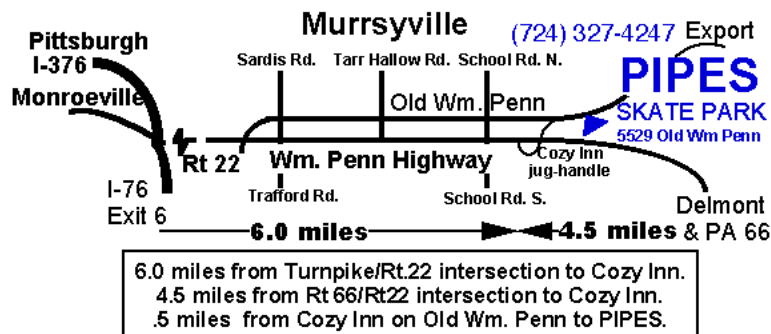 Murrsyville
(724) 327-4247
Export
Pittsburgh
I-376
Sardis Rd.
Tarr Hallow Rd.
School Rd. N.
PIPES
Monroeville
Old Wm. Penn
SKATE PARK
5529 Old Wm Penn
Rt 22
Wm. Penn Highway
Cozy Inn
jug-handle
I-76
Exit 6
Trafford Rd.
School Rd. S.
Delmont
& PA 66
6.0 miles
4.5 miles
6.0 miles from Turnpike/Rt.22 intersection to Cozy Inn.
4.5 miles from Rt 66/Rt22 intersection to Cozy Inn.
.5 miles from Cozy Inn on Old Wm. Penn to PIPES.